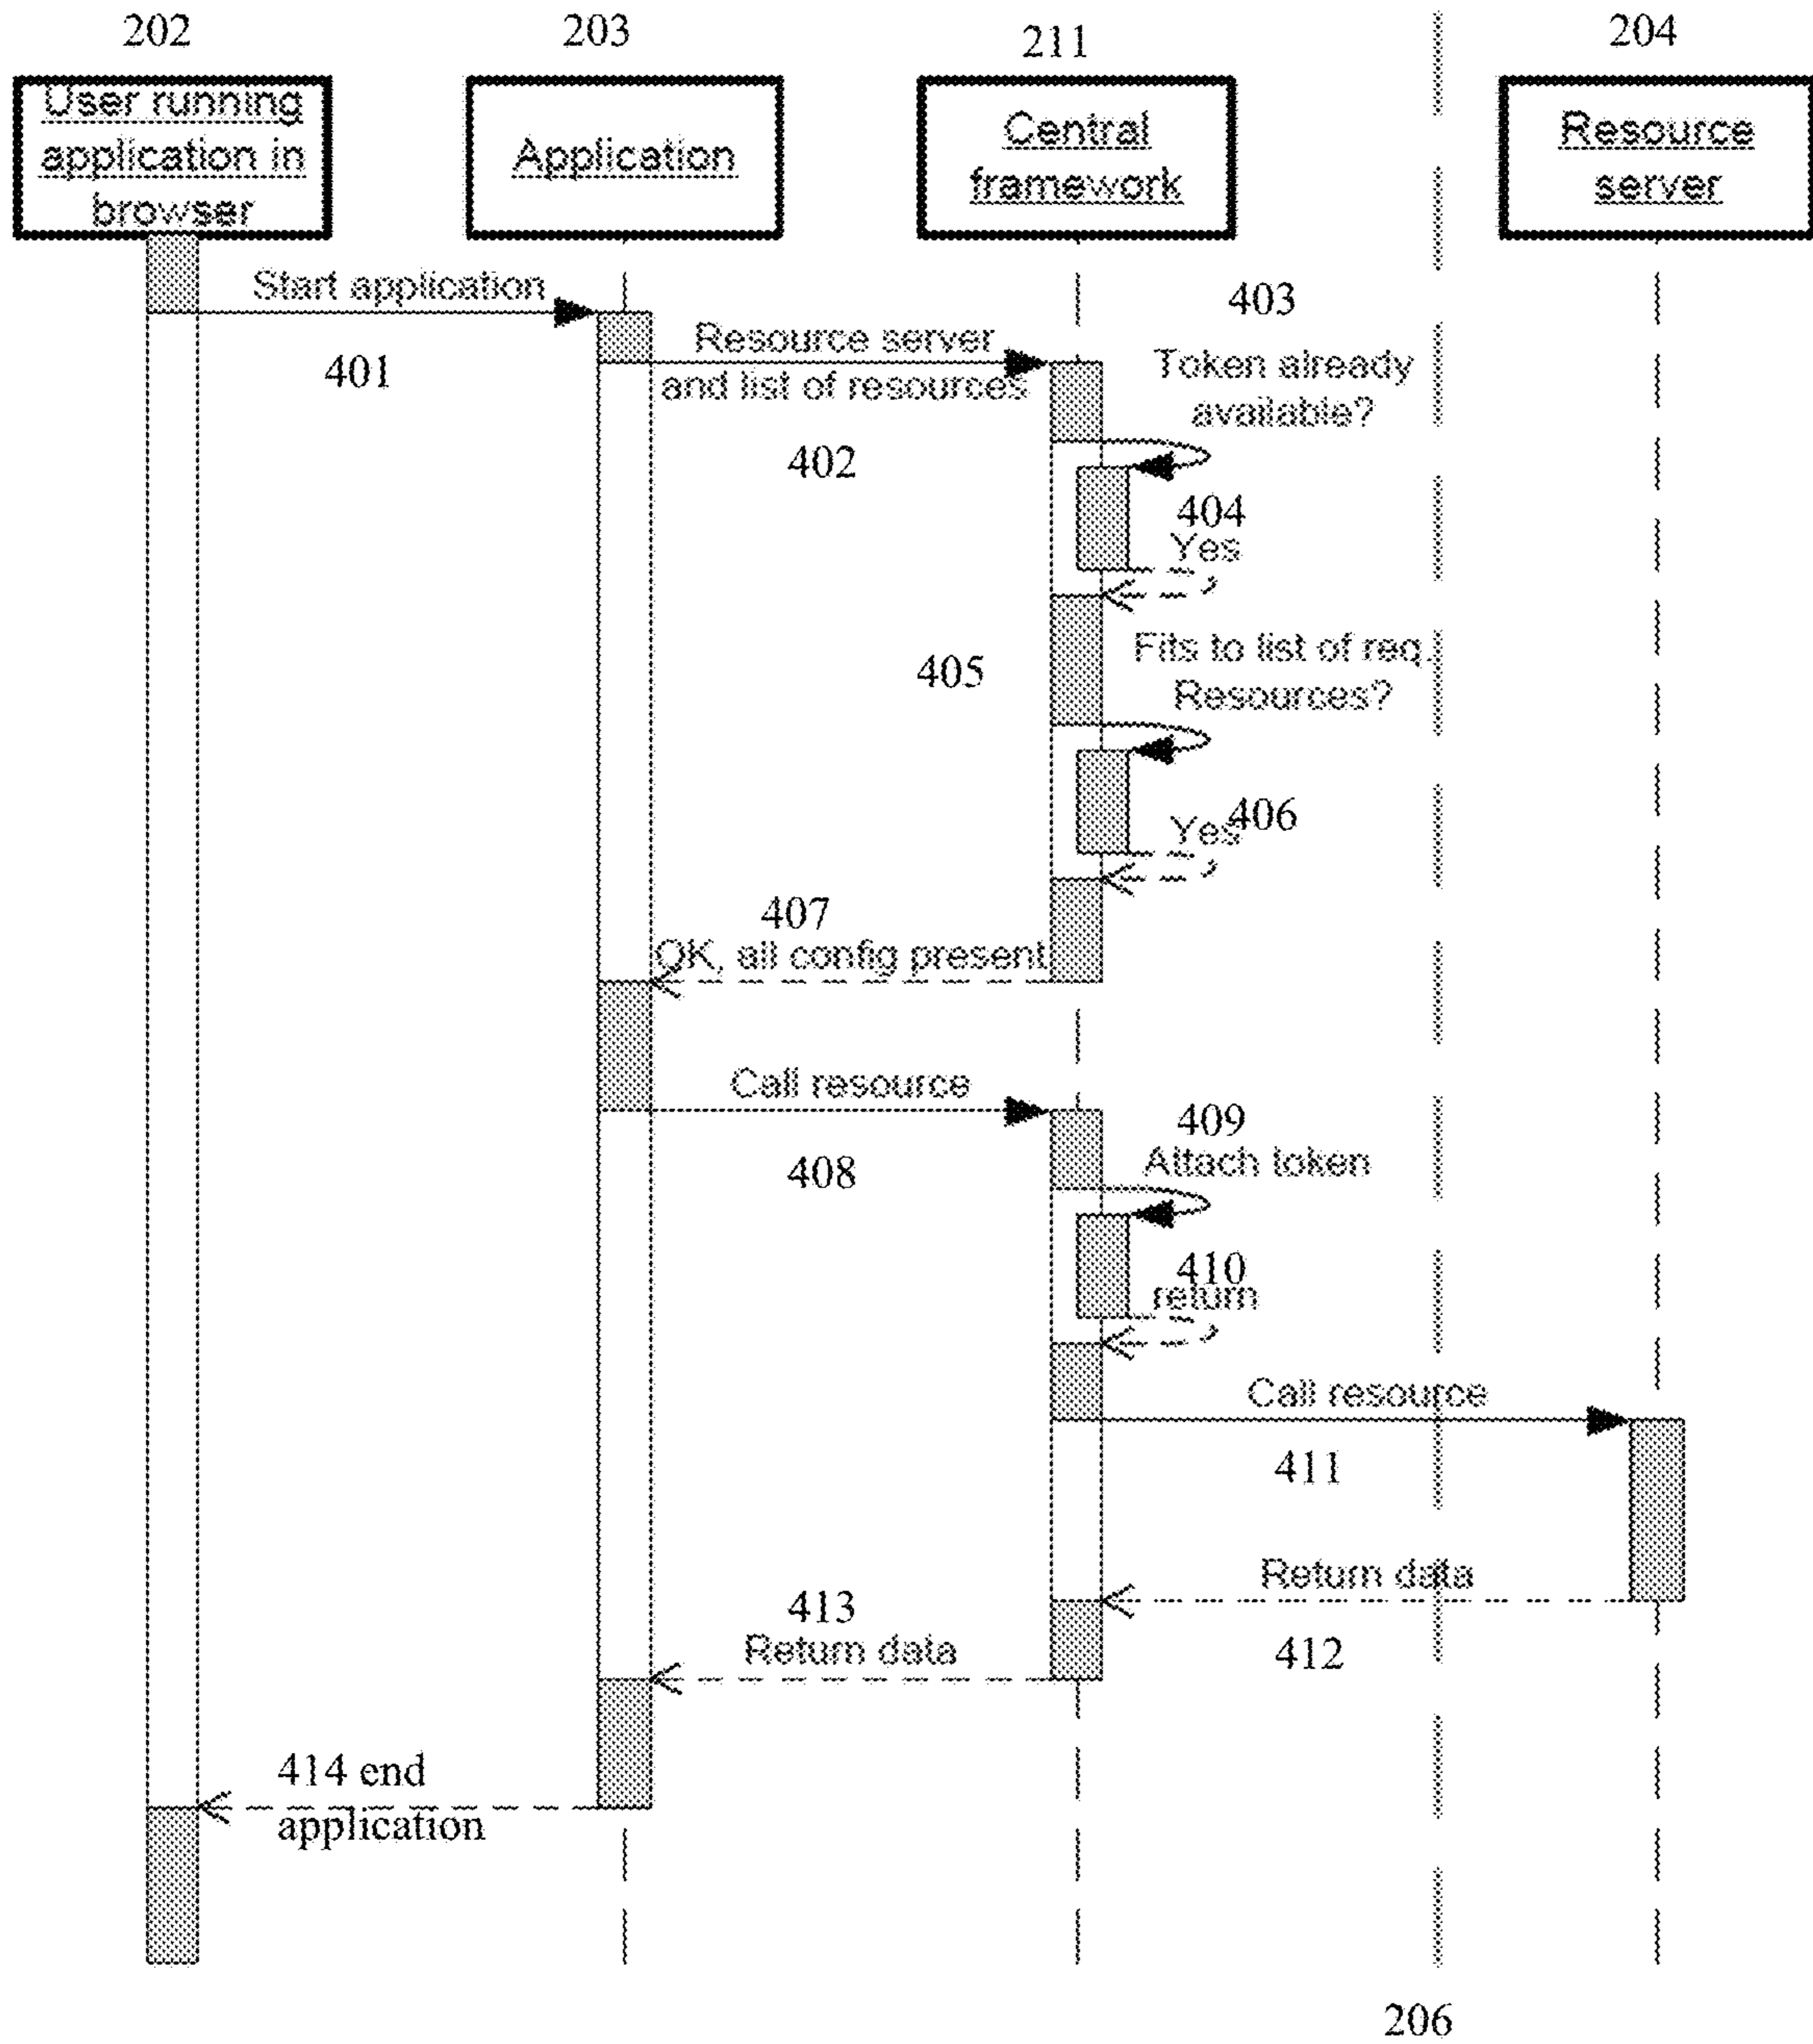 202
203
211
204
User running
application in
browser
Application
Central
framework
Resource
server
Start application
401
Resource server
and list of resources
402
403
Token already
available?
404
Yes
405
Fits to list of req.
Resources?
406
Yes
407
OK, all config present
Call resource
408
409
Attach token
410
return
Call resource
411
Return data
412
413
Return data
414 end
application
206